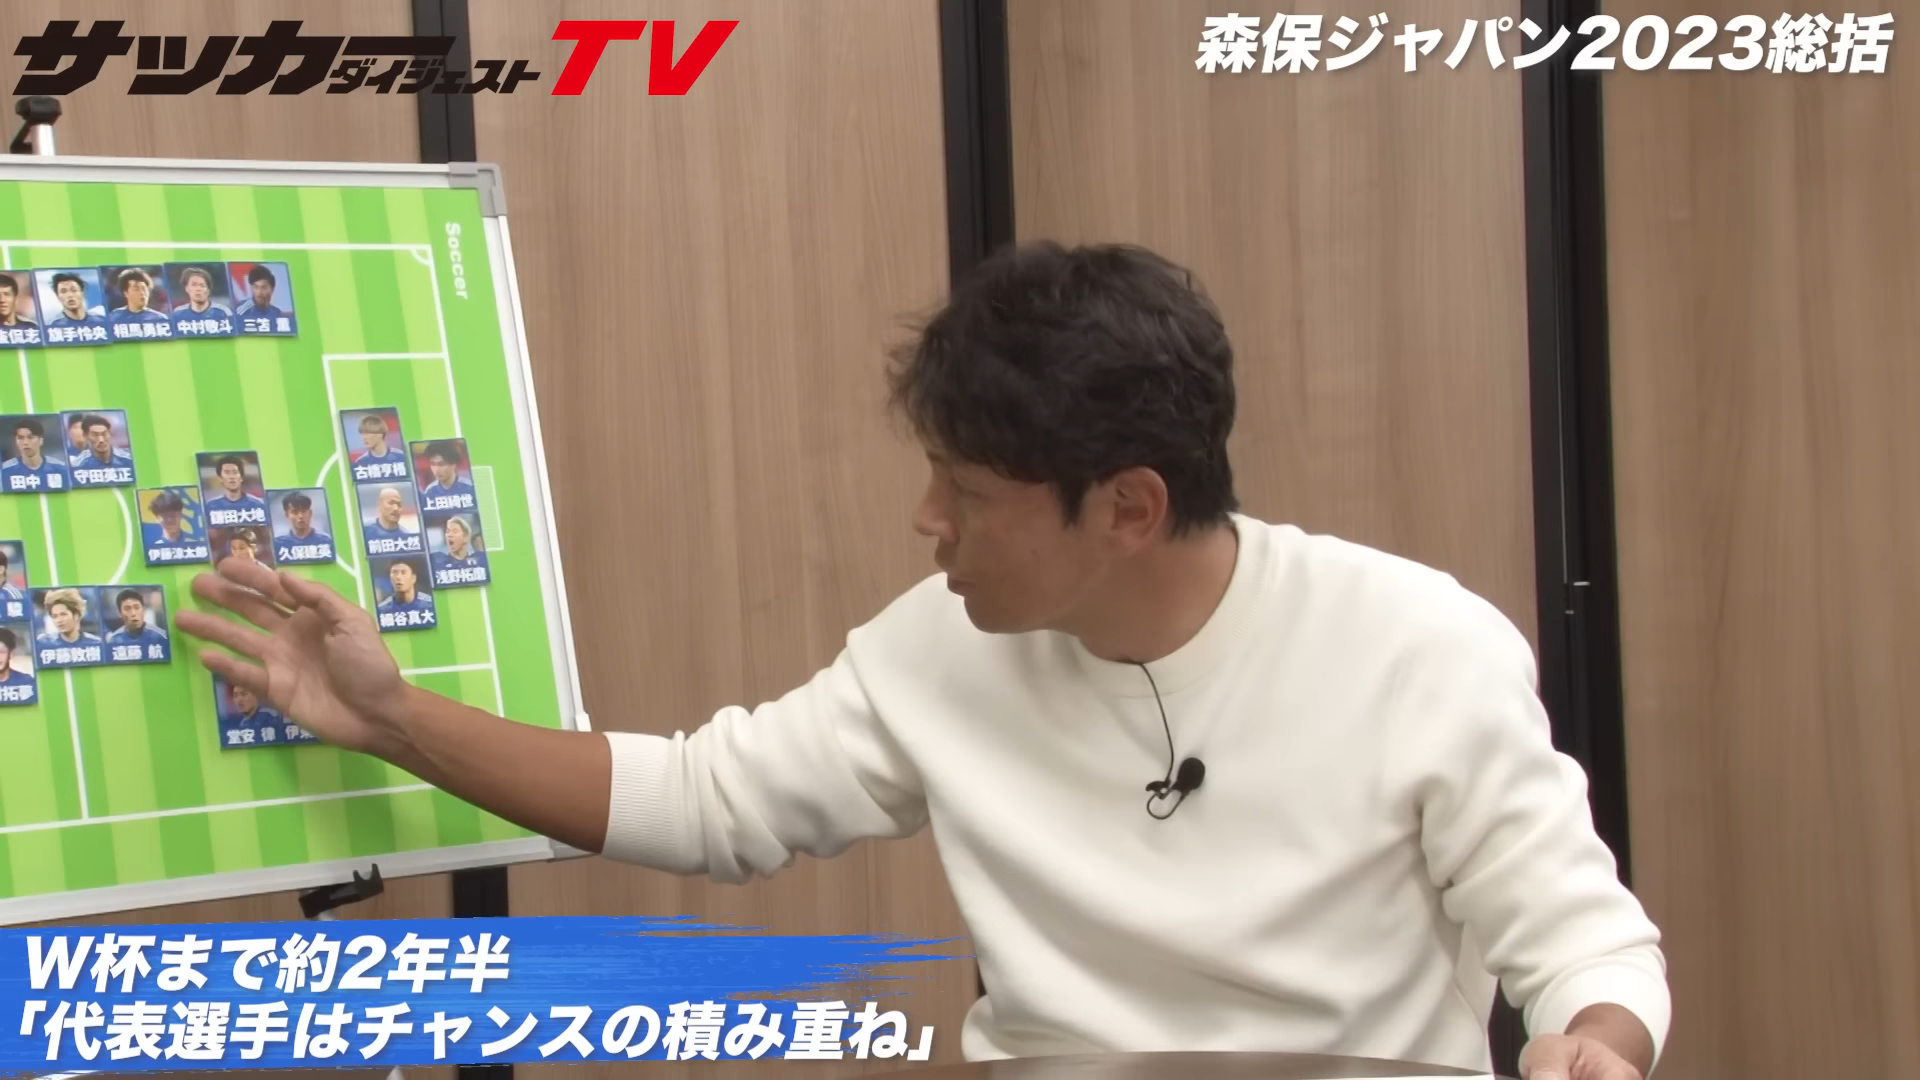 サッカーダイジェストTV
森保ジャパン2023総括
Soccer
旗手怜央
相馬勇紀
中村敬斗
三笘 薫
田中 碧
守田英正
古橋亨梧
上田綺世
伊藤涼太郎
鎌田大地
久保建英
前田大然
浅野拓磨
細谷真大
伊藤敦樹
遠藤 航
堂安 律
W杯まで約2年半
「代表選手はチャンスの積み重ね」